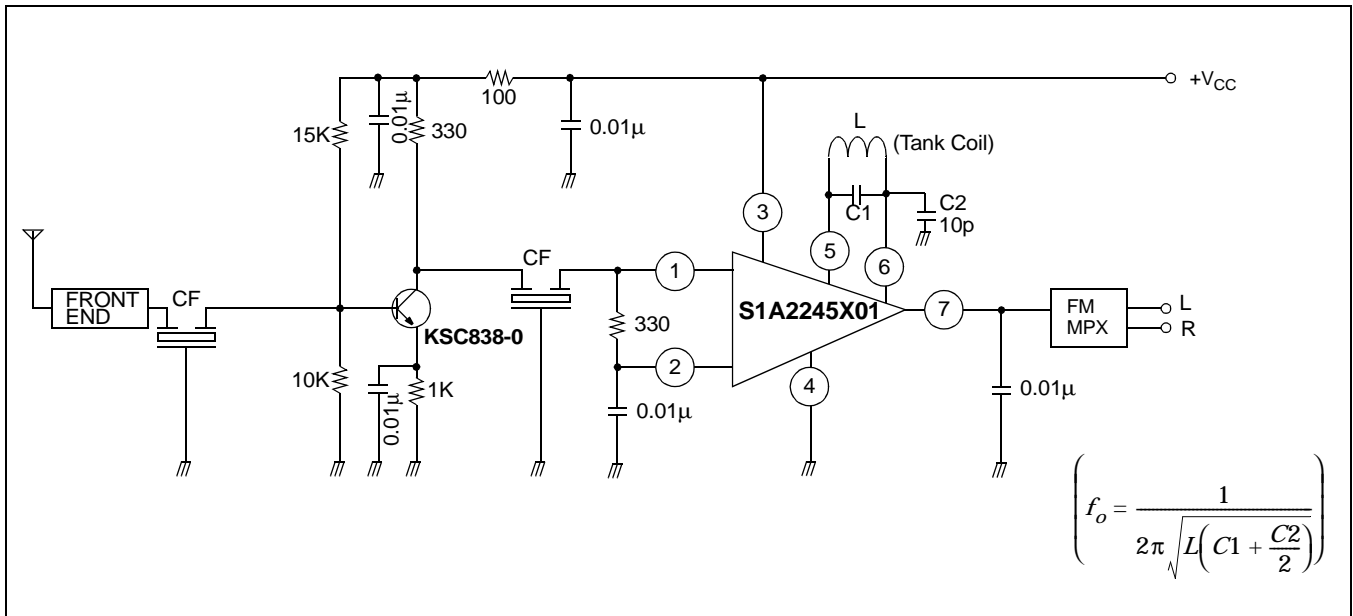 +VCC
100
0.01µ
15K
330
0.01µ
L
(Tank Coil)
C1
C2
10p
3
5
6
CF
1
FRONT
END
CF
KSC838-0
330
S1A2245X01
7
FM
MPX
L
R
2
10K
0.01µ
1K
0.01µ
4
0.01µ
fo = 1 / 2π√L(C1 + C2/2)